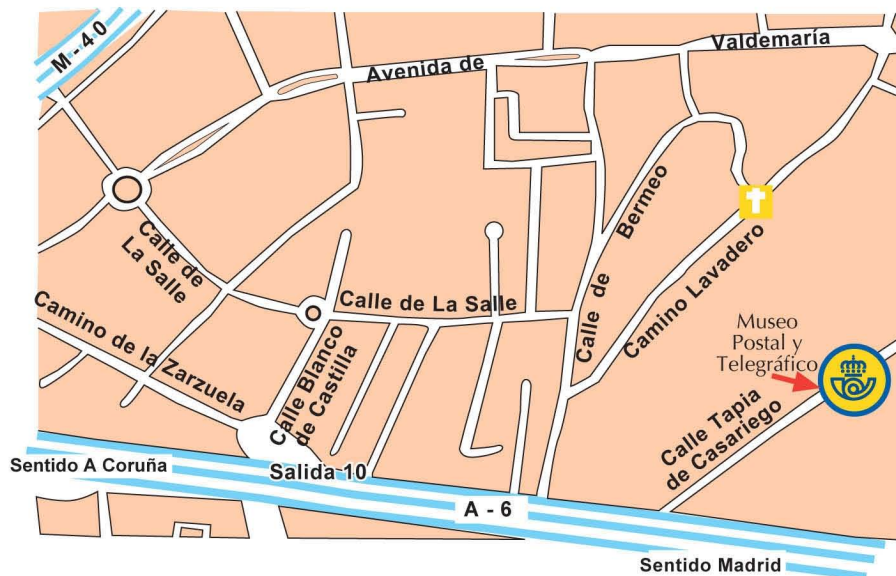 M-40
Avenida de
Valdemaría
Calle de
La Salle
Calle de
Bermeo
Camino Lavadero
Calle de La Salle
Camino de la Zarzuela
Calle Blanco
de Castilla
Museo
Postal y
Telegráfico
Calle Tapia
de Casariego
Sentido A Coruña
Salida 10
A - 6
Sentido Madrid